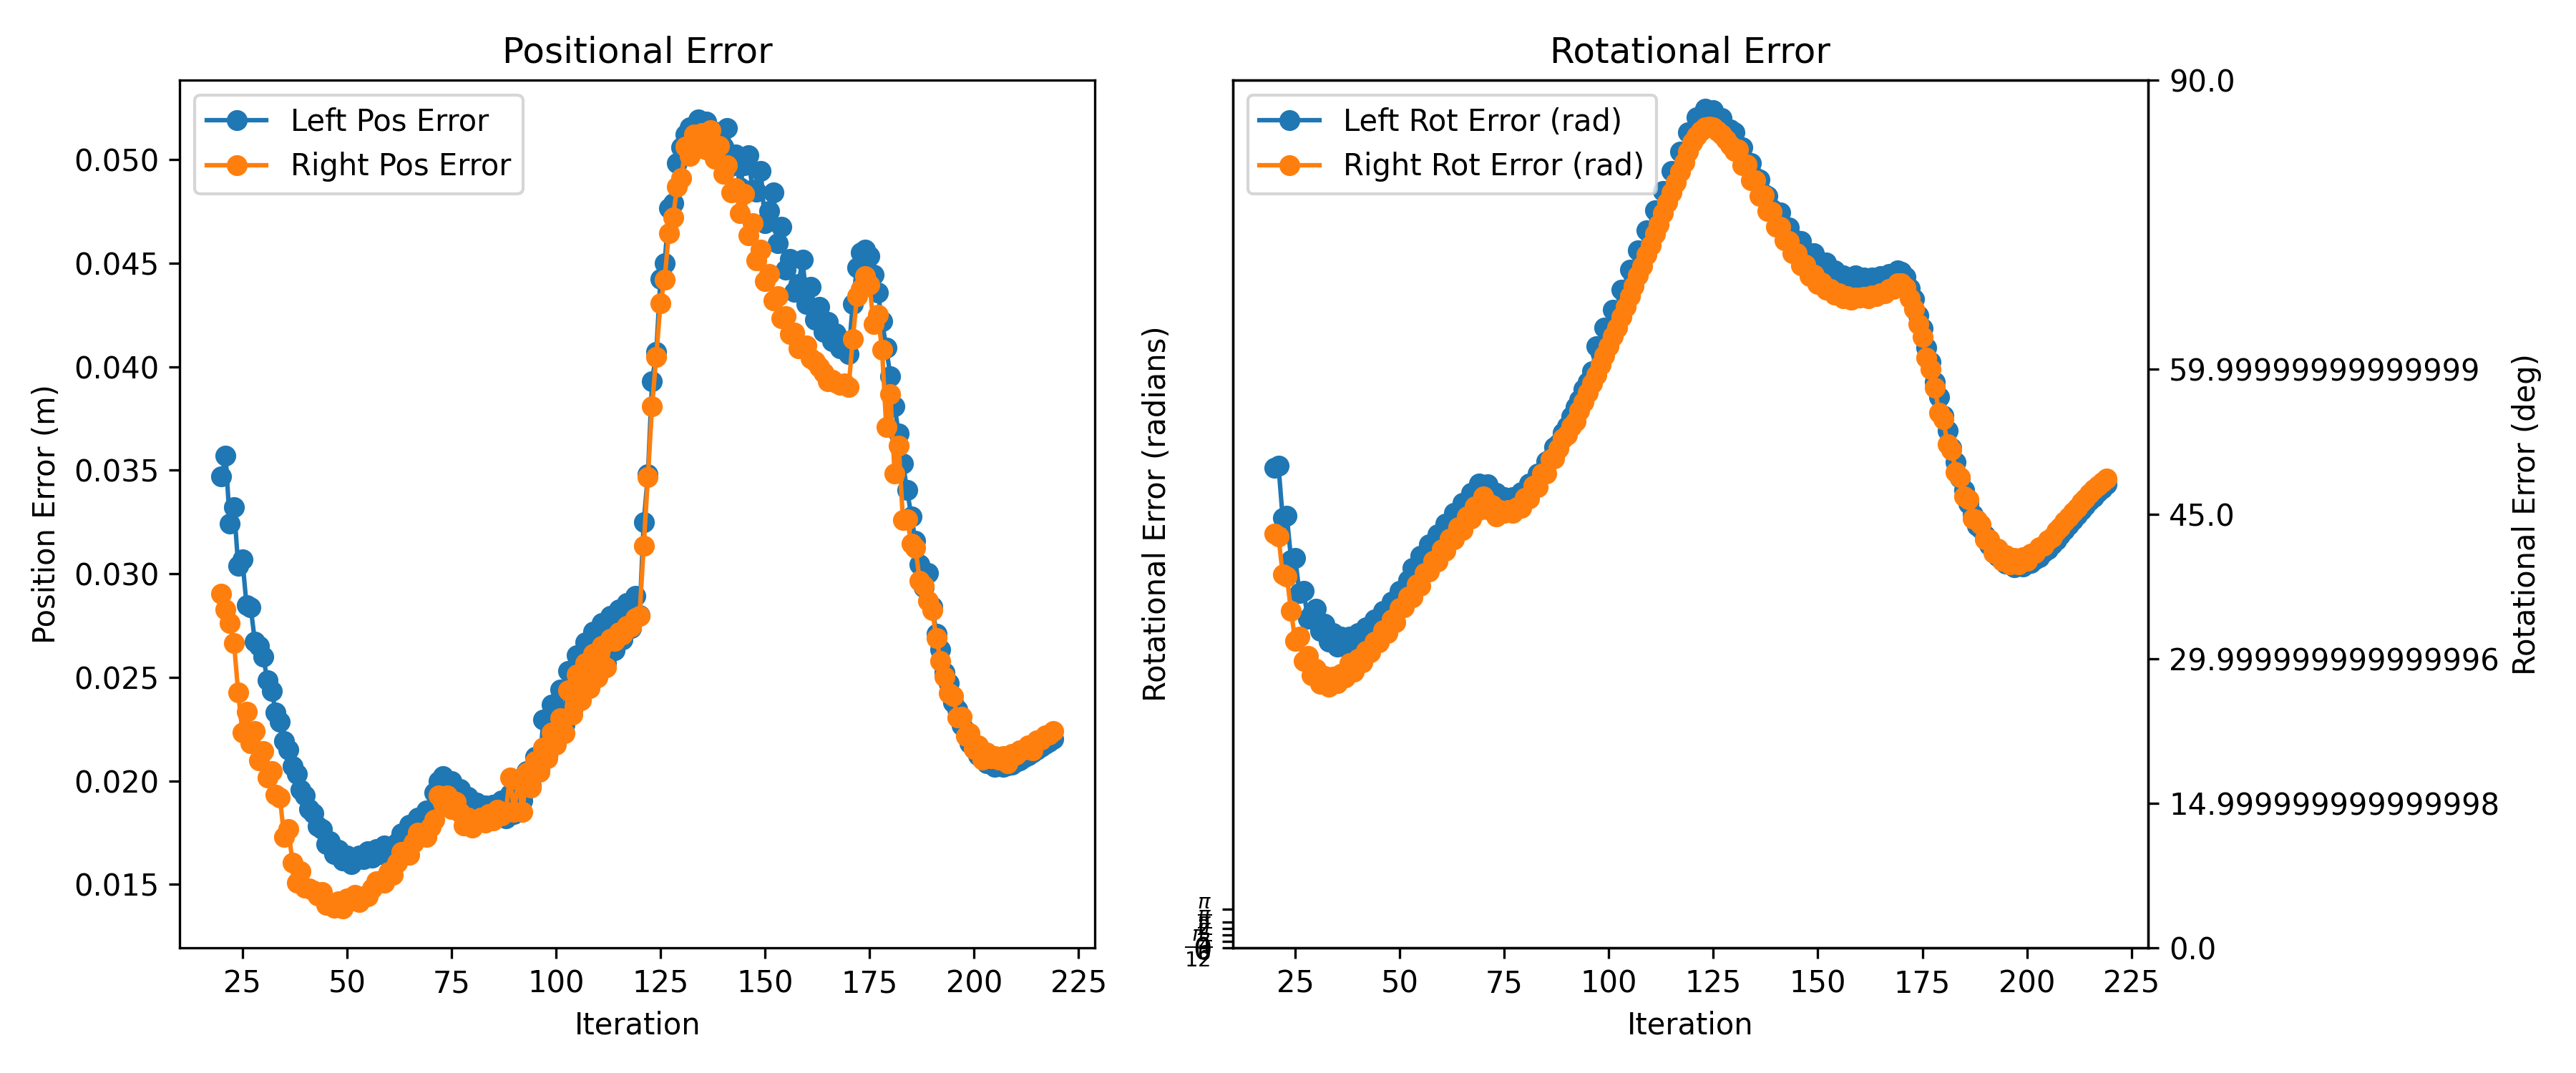 Positional Error
Left Pos Error
Right Pos Error
0.050
0.045
0.040
0.035
0.030
0.025
0.020
0.015
Position Error (m)
25 50 75 100 125 150 175 200 225
Iteration
Rotational Error
Left Rot Error (rad)
Right Rot Error (rad)
Rotational Error (radians)
π
12
25 50 75 100 125 150 175 200 225
Iteration
90.0
59.99999999999999
45.0
29.999999999999996
14.999999999999998
0.0
Rotational Error (deg)